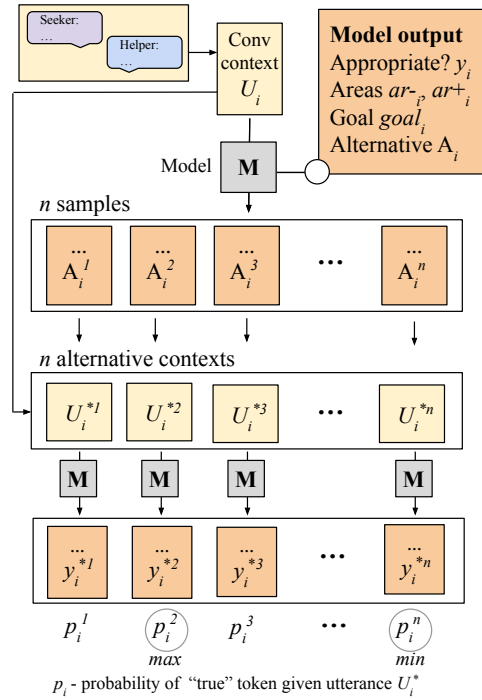 Seeker:
...
Helper:
...
Conv
context
U_i
Model output
Appropriate? y_i
Areas ar-_i, ar+_i
Goal goal_i
Alternative A_i
Model
M
n samples
... ... ... ...
A_i^1 A_i^2 A_i^3 ... A_i^n
n alternative contexts
U_i^{*1} U_i^{*2} U_i^{*3} ... U_i^{*n}
M M M M
... ... ... ...
y_i^{*1} y_i^{*2} y_i^{*3} ... y_i^{*n}
p_i^1 p_i^2 p_i^3 ... p_i^n
max min
p_i - probability of “true” token given utterance U_i^*